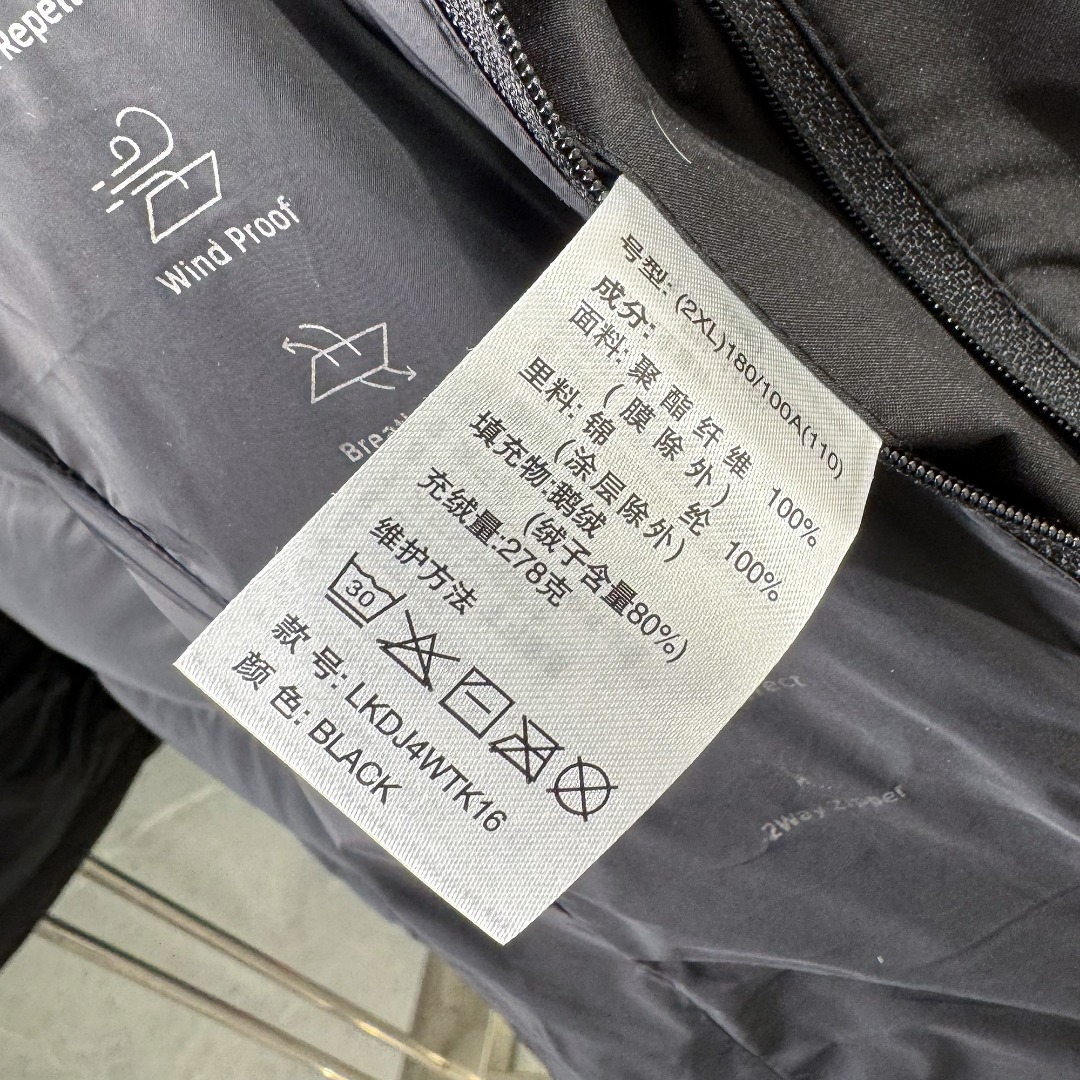 Repel
Wind Proof
Brea
号型: (2XL)180/100A(110)
成分:
面料: 聚酯纤维 100%
(膜除外)
里料: 锦纶 100%
(涂层除外)
填充物:鹅绒
(绒子含量80%)
充绒量:278克
维护方法
30
款号: LKDJ4WTK16
颜色: BLACK
2Way Zipper